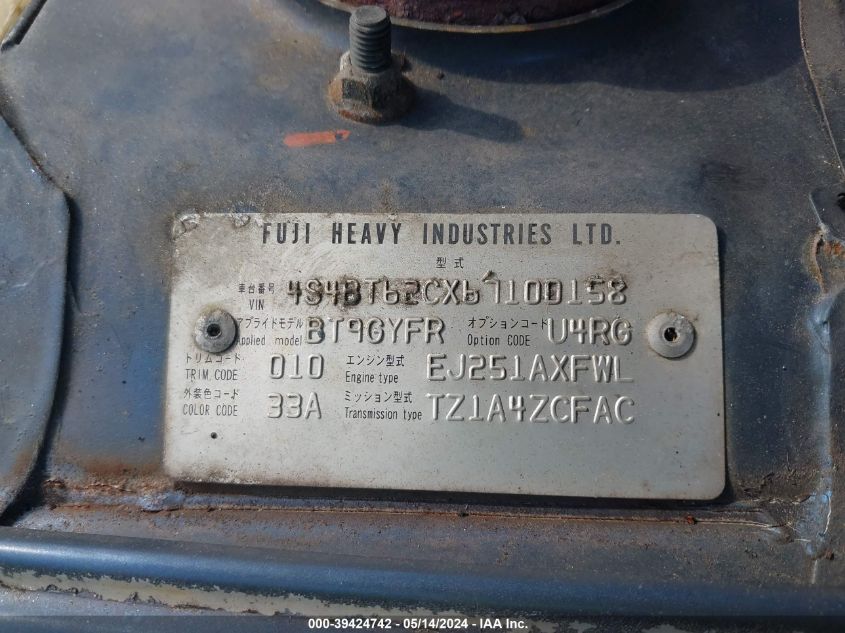 FUJI HEAVY INDUSTRIES LTD.
型式
車台番号 VIN 4S4BT62CX67100158
アプライドモデル Applied model BT9GYFR オプションコード Option CODE U4RG
トリムコード TRIM. CODE 010 エンジン型式 Engine type EJ251AXFWL
外装色コード COLOR CODE 33A ミッション型式 Transmission type TZ1A4ZCFAC
000-39424742 - 05/14/2024 - IAA Inc.